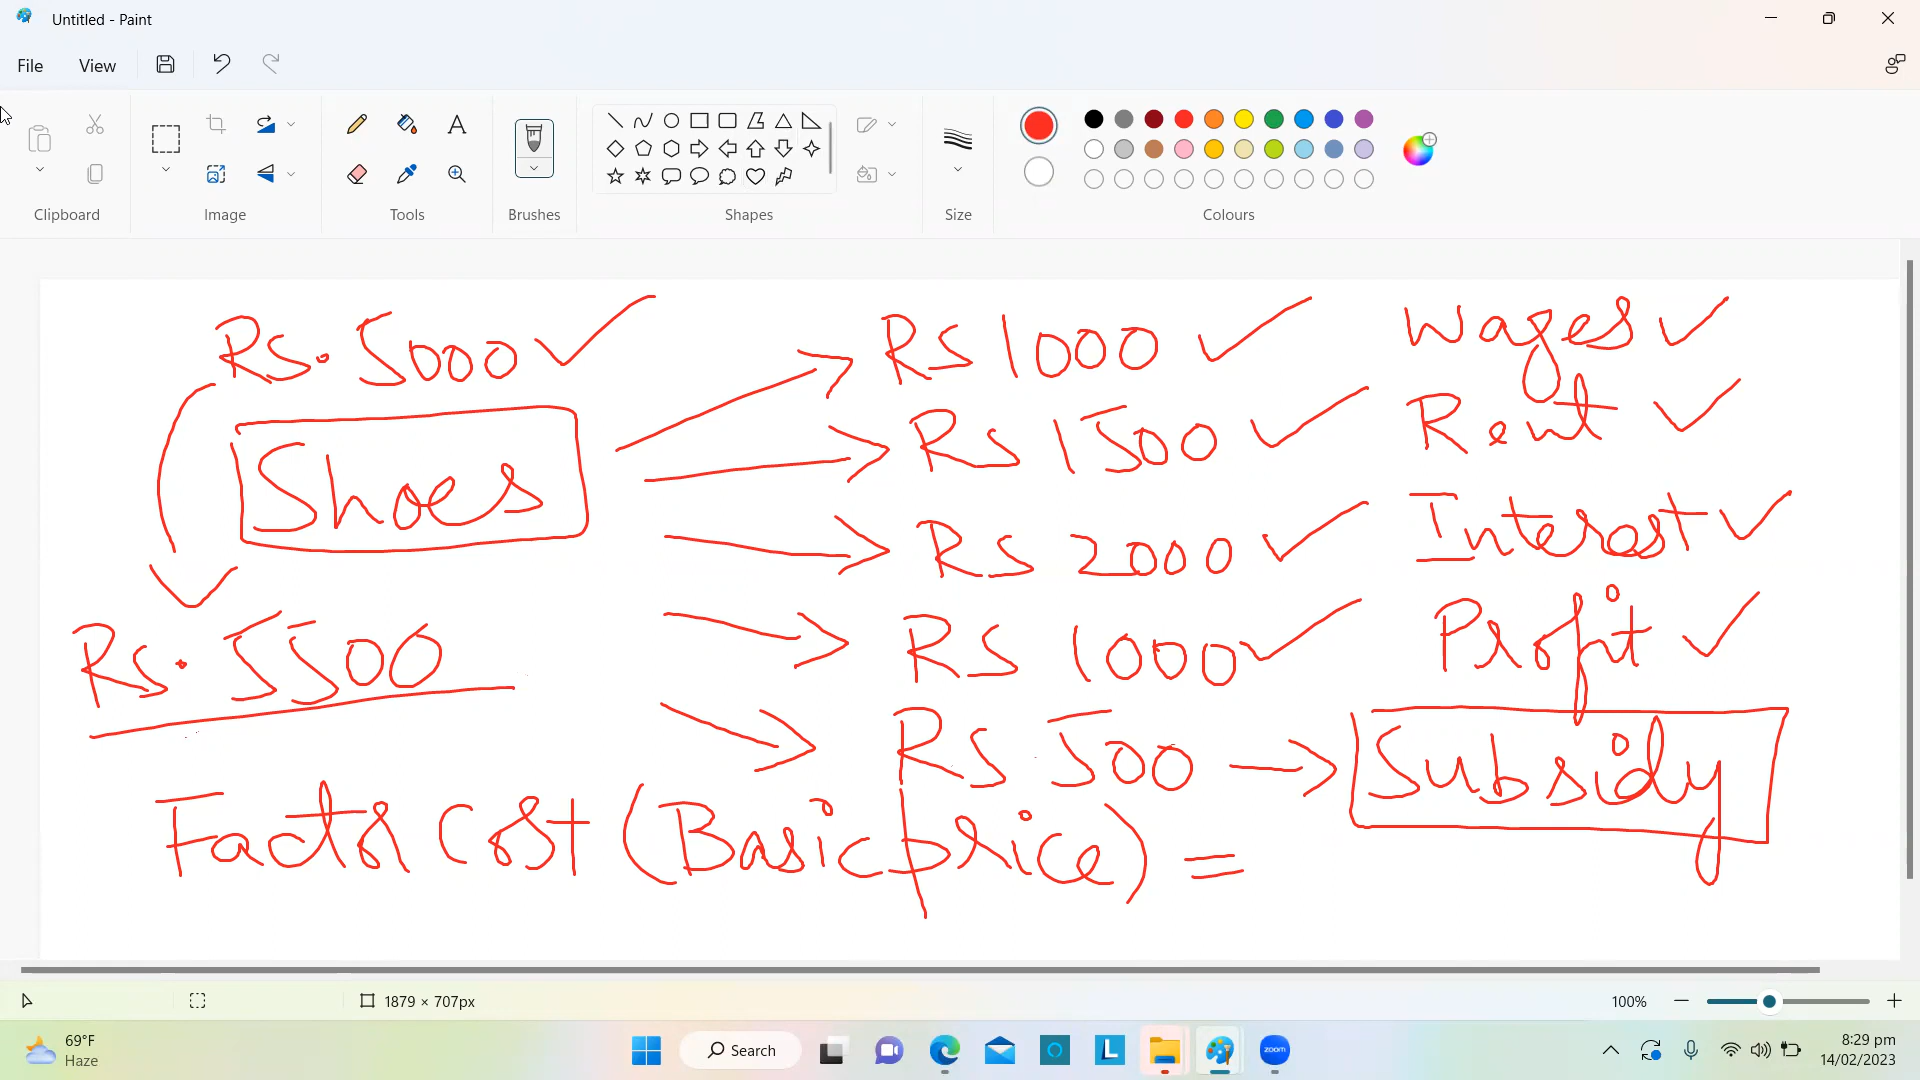 Untitled - Paint
File View
Clipboard Image Tools Brushes Shapes Size Colours
Rs. 5000 ✓ Rs 1000 ✓ Wages ✓
Rs 1500 ✓ Rent ✓
Shoes
Rs 2000 ✓ Interest ✓
Rs. 5500 Rs 1000 ✓ Profit ✓
Rs 500 → Subsidy
Factor Cost (Basic price) =
1879 × 707px 100%
69°F
Haze
Search
zoom
8:29 pm
14/02/2023